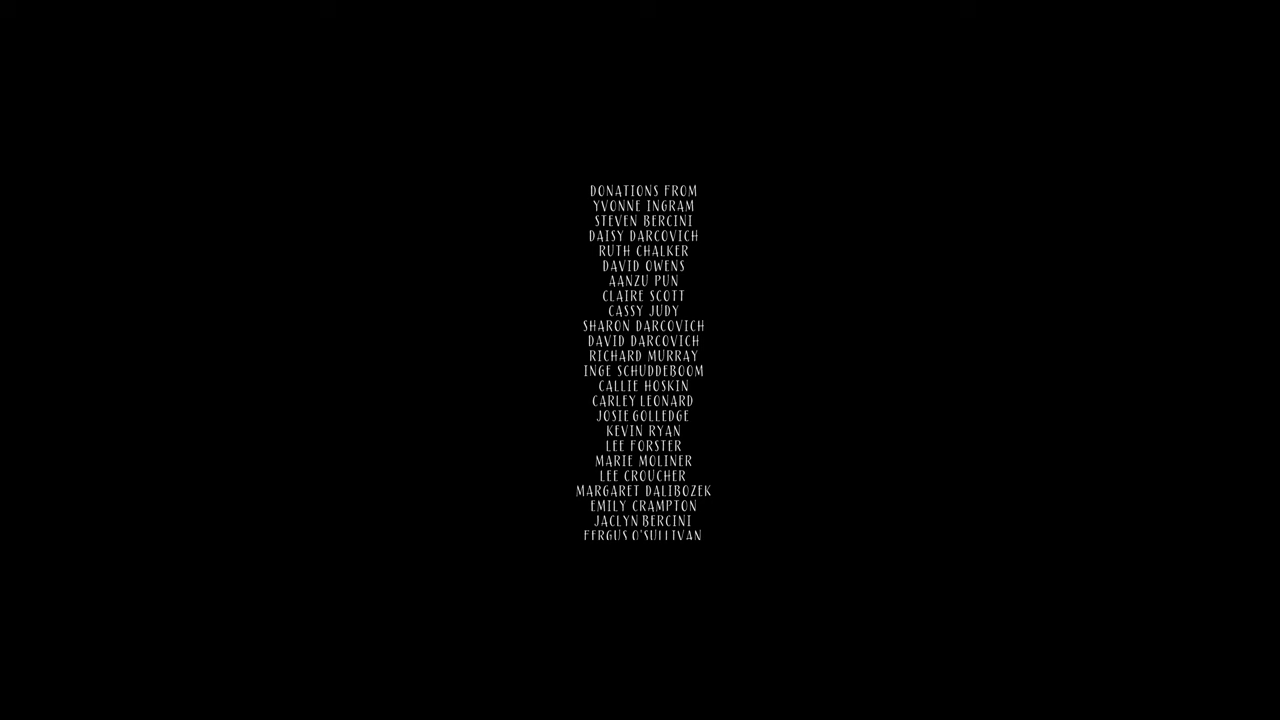 DONATIONS FROM
YVONNE INGRAM
STEVEN BERCINI
DAISY DARCOVICH
RUTH CHALKER
DAVID OWENS
AANZU PUN
CLAIRE SCOTT
CASSY JUDY
SHARON DARCOVICH
DAVID DARCOVICH
RICHARD MURRAY
INGE SCHUDDEBOOM
CALLIE HOSKIN
CARLEY LEONARD
JOSIE GOLLEDGE
KEVIN RYAN
LEE FORSTER
MARIE MOLINER
LEE CROUCHER
MARGARET DALIBOZEK
EMILY CRAMPTON
JACLYN BERCINI
FERGUS O'SULLIVAN